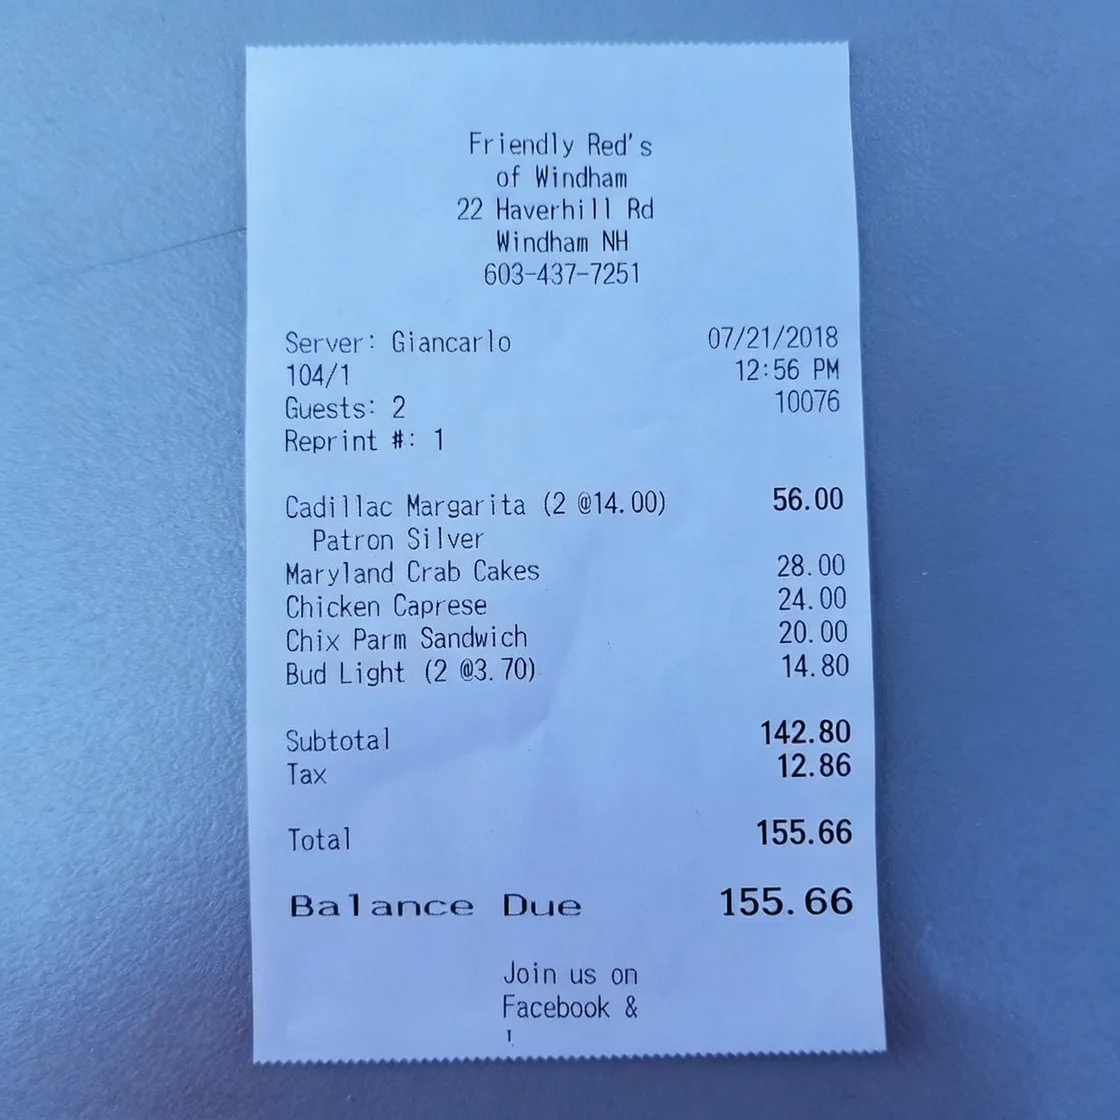 Friendly Red's
of Windham
22 Haverhill Rd
Windham NH
603-437-7251
Server: Giancarlo 07/21/2018
104/1 12:56 PM
Guests: 2 10076
Reprint #: 1
Cadillac Margarita (2 @14.00) 56.00
Patron Silver
Maryland Crab Cakes 28.00
Chicken Caprese 24.00
Chix Parm Sandwich 20.00
Bud Light (2 @3.70) 14.80
Subtotal 142.80
Tax 12.86
Total 155.66
Balance Due 155.66
Join us on
Facebook &